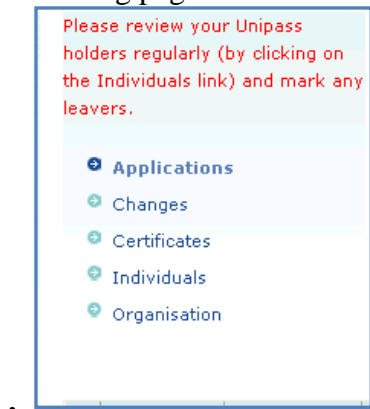 Please review your Unipass
holders regularly (by clicking on
the Individuals link) and mark any
leavers.
Applications
Changes
Certificates
Individuals
Organisation